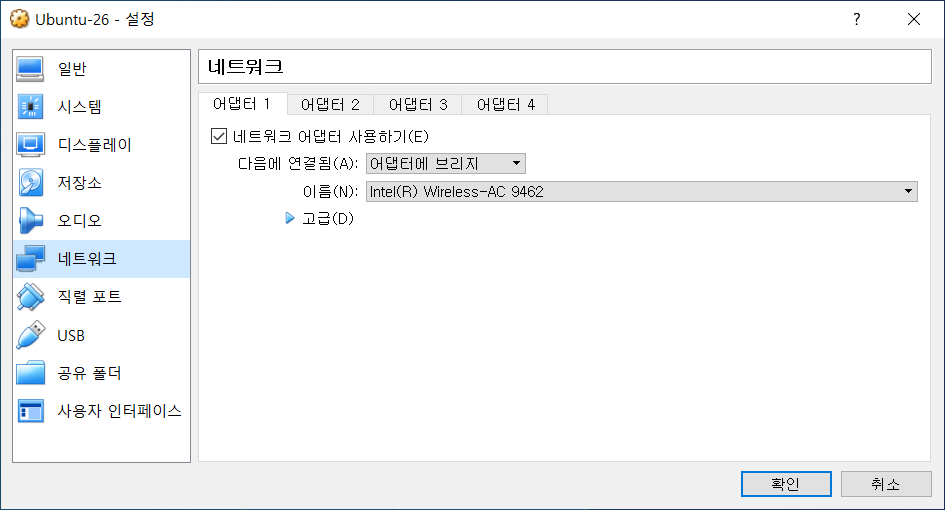 Ubuntu-26 - 설정
?
일반
시스템
디스플레이
저장소
오디오
네트워크
직렬 포트
USB
공유 폴더
사용자 인터페이스
네트워크
어댑터 1 어댑터 2 어댑터 3 어댑터 4
네트워크 어댑터 사용하기(E)
다음에 연결됨(A): 어댑터에 브리지
이름(N): Intel(R) Wireless-AC 9462
고급(D)
확인 취소